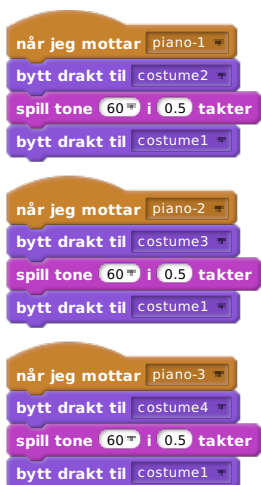 når jeg mottar piano-1
bytt drakt til costume2
spill tone 60 i 0.5 takter
bytt drakt til costume1
når jeg mottar piano-2
bytt drakt til costume3
spill tone 60 i 0.5 takter
bytt drakt til costume1
når jeg mottar piano-3
bytt drakt til costume4
spill tone 60 i 0.5 takter
bytt drakt til costume1